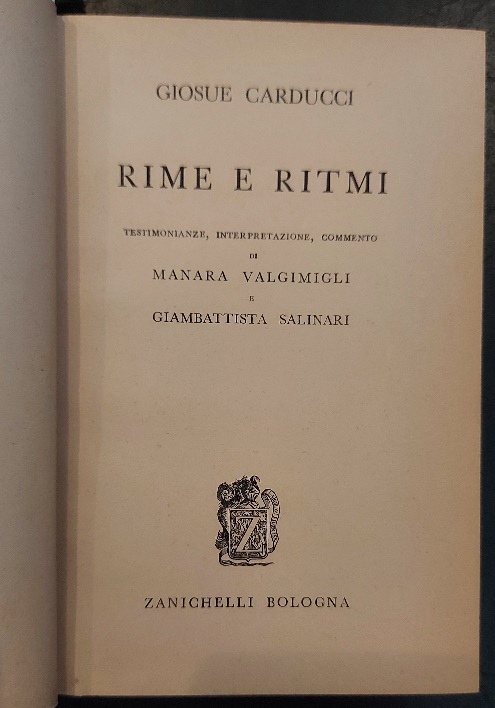 GIOSUE CARDUCCI
RIME E RITMI
TESTIMONIANZE, INTERPRETAZIONE, COMMENTO
DI
MANARA VALGIMIGLI
E
GIAMBATTISTA SALINARI
Z
ZANICHELLI BOLOGNA